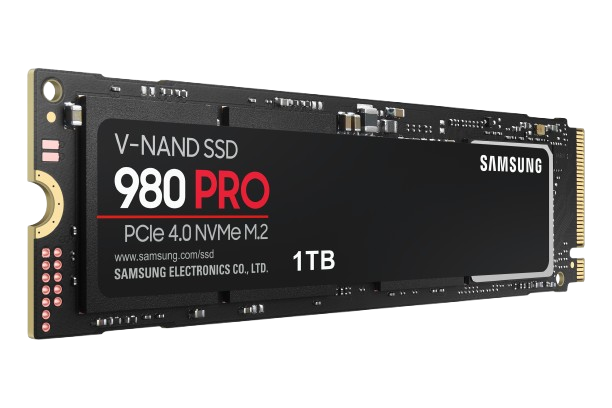 V-NAND SSD
980 PRO
PCIe 4.0 NVMe M.2
www.samsung.com/ssd
SAMSUNG ELECTRONICS CO., LTD.
1TB
SAMSUNG